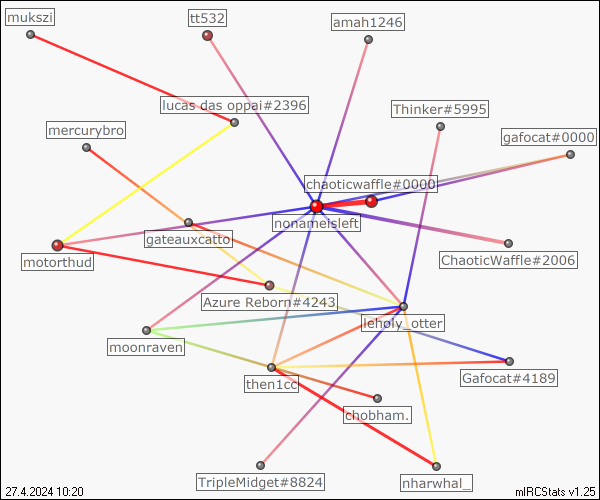 mukszi
tt532
amah1246
lucas das oppai#2396
Thinker#5995
mercurybro
gafocat#0000
chaoticwaffle#0000
nonameisleft
gateauxcatto
motorthud
ChaoticWaffle#2006
Azure Reborn#4243
leholy_otter
moonraven
then1cc
Gafocat#4189
chobham.
TripleMidget#8824
nharwhal_
27.4.2024 10:20
mIRCStats v1.25